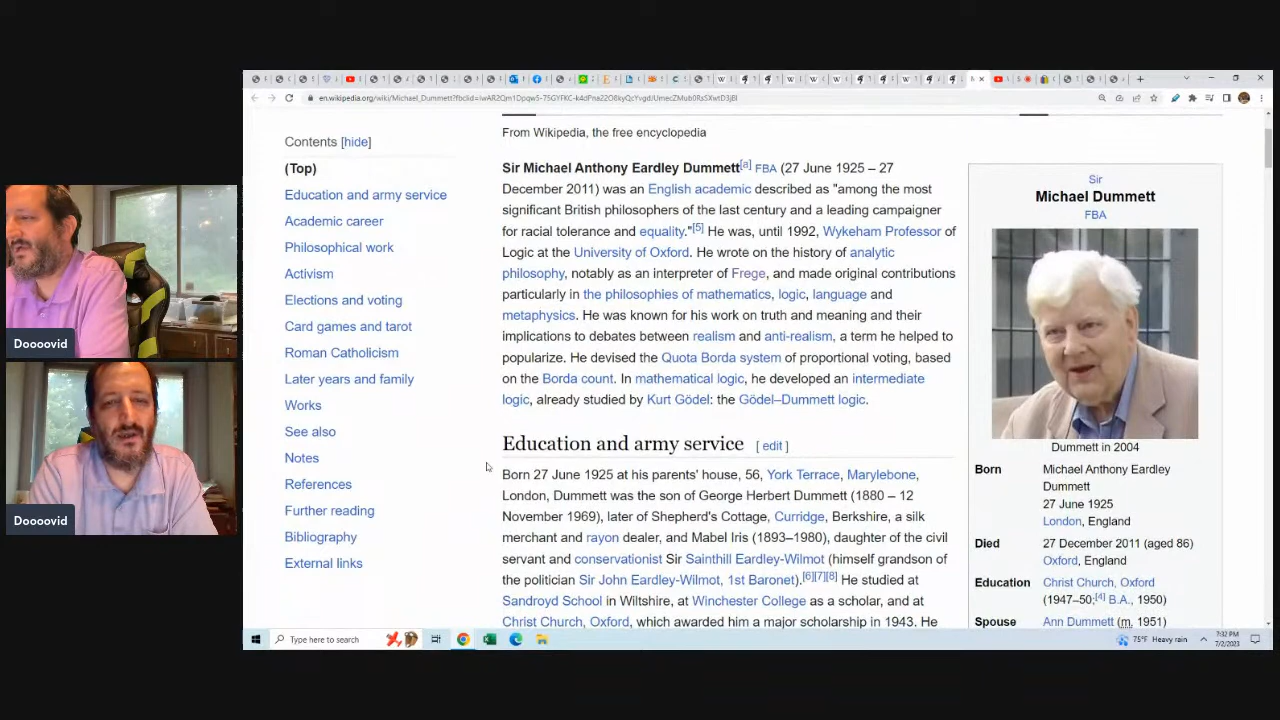 en.wikipedia.org/wiki/Michael_Dummett?fbclid=
Contents [hide]
(Top)
Education and army service
Academic career
Philosophical work
Activism
Elections and voting
Card games and tarot
Roman Catholicism
Later years and family
Works
See also
Notes
References
Further reading
Bibliography
External links
From Wikipedia, the free encyclopedia
Sir Michael Anthony Eardley Dummett[a] FBA (27 June 1925 – 27
December 2011) was an English academic described as "among the most
significant British philosophers of the last century and a leading campaigner
for racial tolerance and equality."[5] He was, until 1992, Wykeham Professor of
Logic at the University of Oxford. He wrote on the history of analytic
philosophy, notably as an interpreter of Frege, and made original contributions
particularly in the philosophies of mathematics, logic, language and
metaphysics. He was known for his work on truth and meaning and their
implications to debates between realism and anti-realism, a term he helped to
popularize. He devised the Quota Borda system of proportional voting, based
on the Borda count. In mathematical logic, he developed an intermediate
logic, already studied by Kurt Gödel: the Gödel–Dummett logic.
Education and army service [ edit ]
Born 27 June 1925 at his parents' house, 56, York Terrace, Marylebone,
London, Dummett was the son of George Herbert Dummett (1880 – 12
November 1969), later of Shepherd's Cottage, Curridge, Berkshire, a silk
merchant and rayon dealer, and Mabel Iris (1893–1980), daughter of the civil
servant and conservationist Sir Sainthill Eardley-Wilmot (himself grandson of
the politician Sir John Eardley-Wilmot, 1st Baronet).[6][7][8] He studied at
Sandroyd School in Wiltshire, at Winchester College as a scholar, and at
Christ Church, Oxford, which awarded him a major scholarship in 1943. He
Sir
Michael Dummett
FBA
Dummett in 2004
Born Michael Anthony Eardley
Dummett
27 June 1925
London, England
Died 27 December 2011 (aged 86)
Oxford, England
Education Christ Church, Oxford
(1947–50;[4] B.A., 1950)
Spouse Ann Dummett (m. 1951)
Doooovid
Doooovid
Type here to search
75°F Heavy rain
7:32 PM
7/2/2023